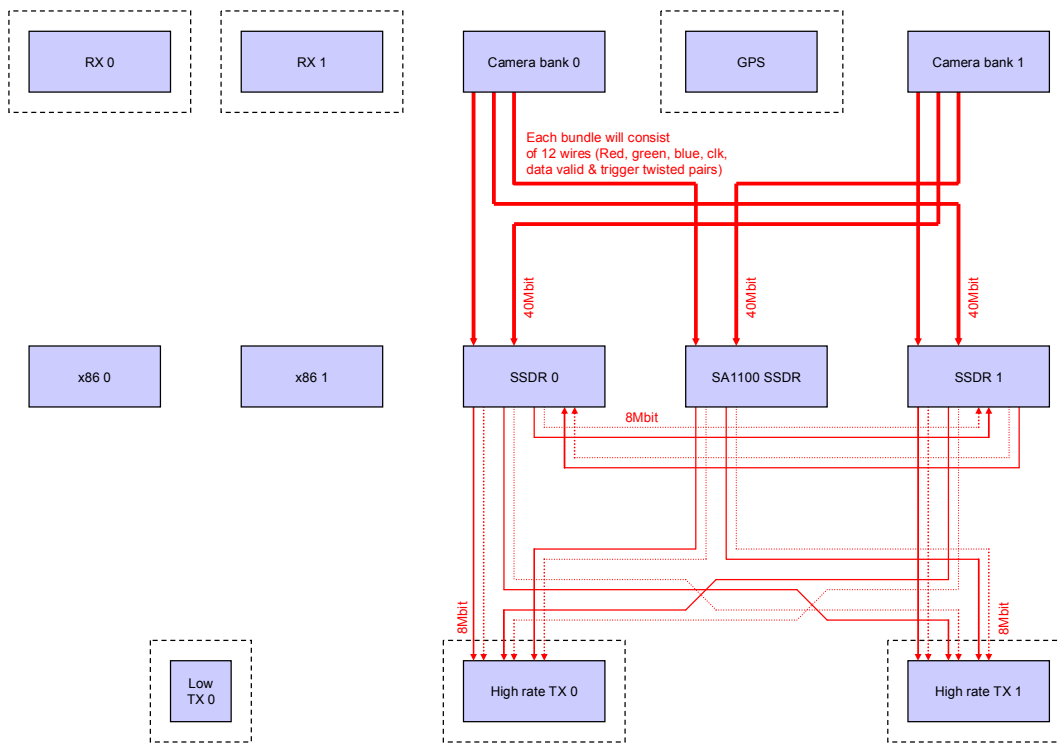 RX 0
RX 1
Camera bank 0
GPS
Camera bank 1
Each bundle will consist
of 12 wires (Red, green, blue, clk,
data valid & trigger twisted pairs)
40Mbit
40Mbit
40Mbit
x86 0
x86 1
SSDR 0
SA1100 SSDR
SSDR 1
8Mbit
8Mbit
8Mbit
Low
TX 0
High rate TX 0
High rate TX 1